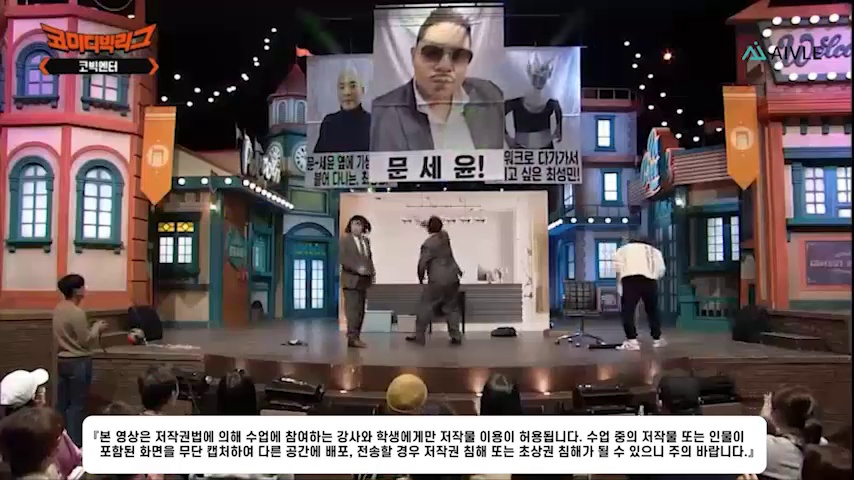 코미디빅리그
코빅엔터
AIVLE
문세윤!
문-세윤 옆에
워크로 다가가서
고 싶은 최성민!
『본 영상은 저작권법에 의해 수업에 참여하는 강사와 학생에게만 저작물 이용이 허용됩니다. 수업 중의 저작물 또는 인물이
포함된 화면을 무단 캡처하여 다른 공간에 배포, 전송할 경우 저작권 침해 또는 초상권 침해가 될 수 있으니 주의 바랍니다.』